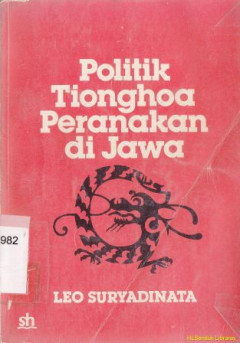 Politik
Tionghoa
Peranakan
di Jawa
982
LEO SURYADINATA
sh